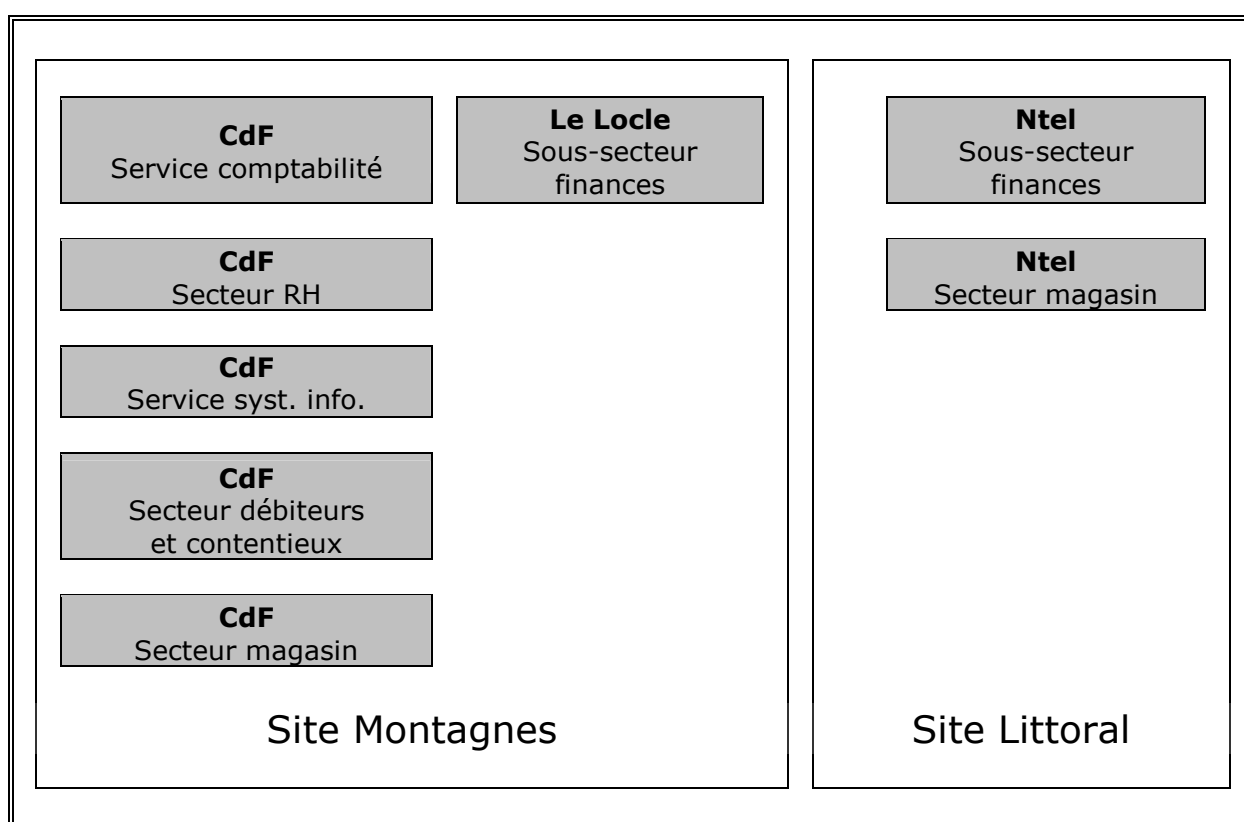 CdF
Service comptabilité
Le Locle
Sous-secteur
finances
CdF
Secteur RH
CdF
Service syst. info.
CdF
Secteur débiteurs
et contentieux
CdF
Secteur magasin
Site Montagnes
Ntel
Sous-secteur
finances
Ntel
Secteur magasin
Site Littoral